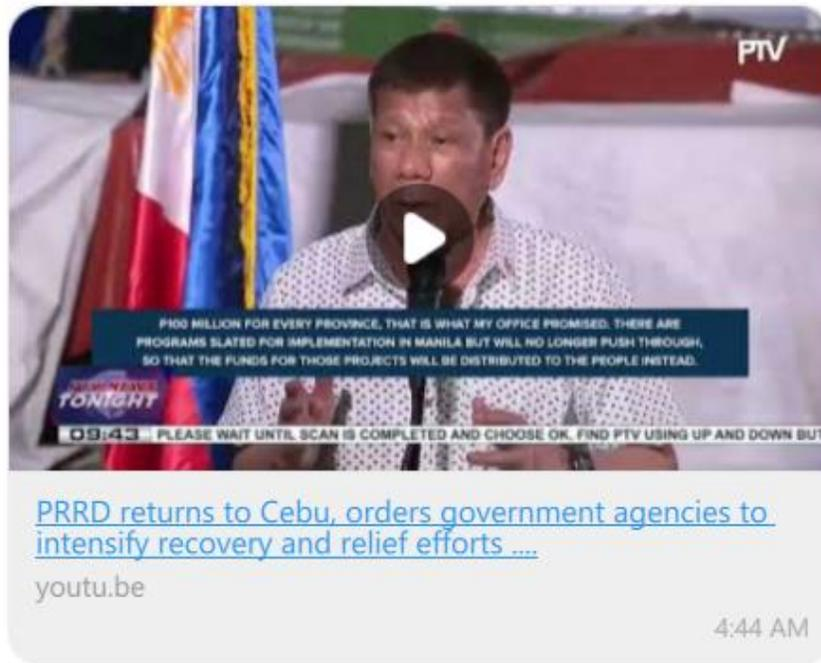 PTV
P100 MILLION FOR EVERY PROVINCE, THAT IS WHAT MY OFFICE PROMISED. THERE ARE
PROGRAMS SLATED FOR IMPLEMENTATION IN MANILA BUT WILL NO LONGER PUSH THROUGH,
SO THAT THE FUNDS FOR THOSE PROJECTS WILL BE DISTRIBUTED TO THE PEOPLE INSTEAD.
TONIGHT
09:43 PLEASE WAIT UNTIL SCAN IS COMPLETED AND CHOOSE OK. FIND PTV USING UP AND DOWN BUT
PRRD returns to Cebu, orders government agencies to
intensify recovery and relief efforts ....
youtu.be
4:44 AM